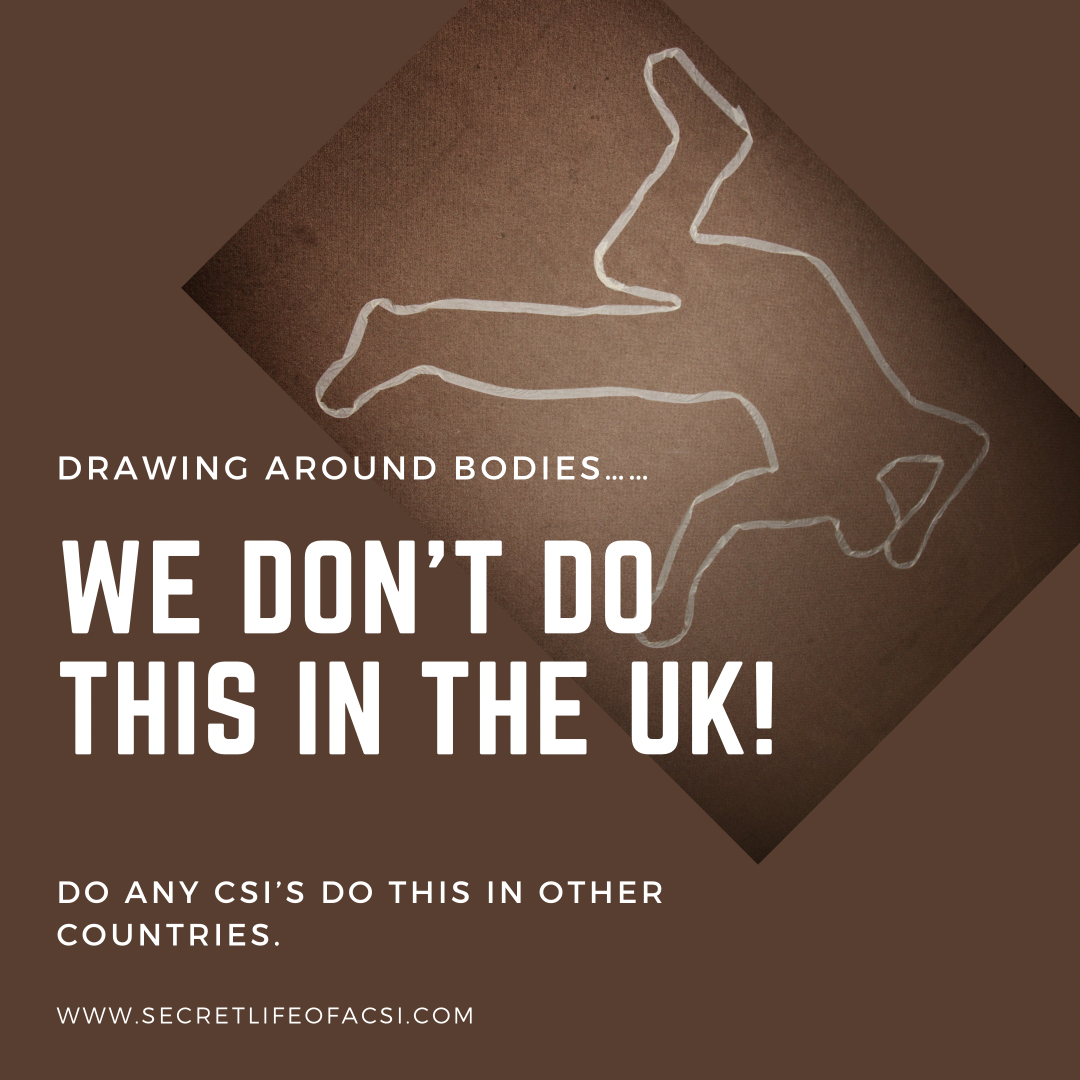 DRAWING AROUND BODIES......
WE DON'T DO
THIS IN THE UK!
DO ANY CSI'S DO THIS IN OTHER
COUNTRIES.
WWW.SECRETLIFEOFACSI.COM